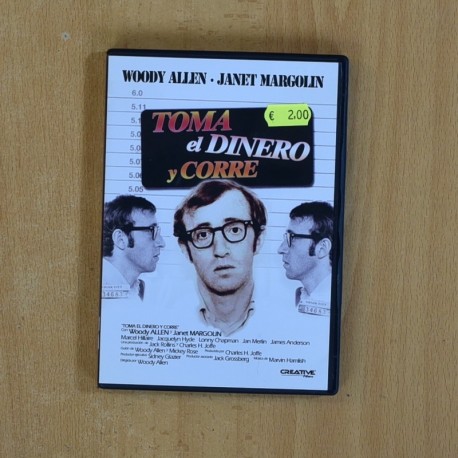 WOODY ALLEN · JANET MARGOLIN
6.0
5.11
€ 2.00
TOMA
el DINERO
y CORRE
5.05
"TOMA EL DINERO Y CORRE"
Woody ALLEN Janet MARGOLIN
Marcel Hillaire Jacquelyn Hyde Lonny Chapman Jan Merlin James Anderson
Jack Rollins Charles H. Joffe
Woody Allen Mickey Rose Charles H. Joffe
Sidney Glazier Jack Grossberg Marvin Hamlish
Woody Allen
CREATIVE